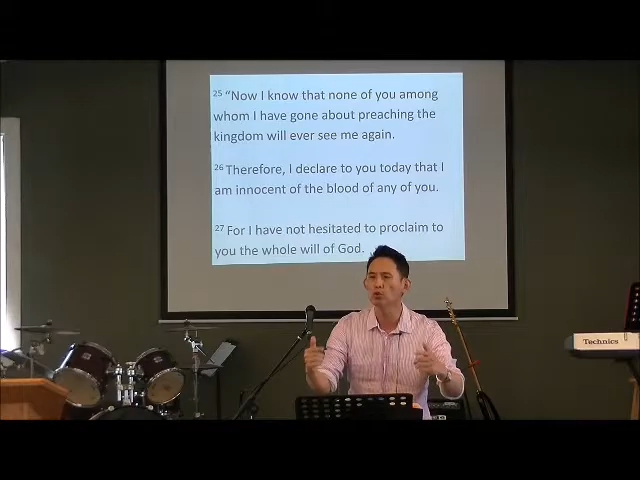 25 “Now I know that none of you among
whom I have gone about preaching the
kingdom will ever see me again.
26 Therefore, I declare to you today that I
am innocent of the blood of any of you.
27 For I have not hesitated to proclaim to
you the whole will of God.
Technics